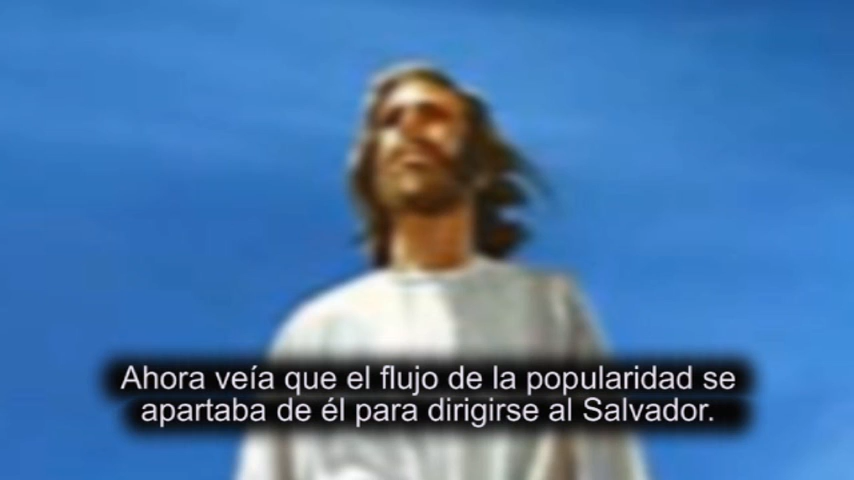 Ahora veía que el flujo de la popularidad se
apartaba de él para dirigirse al Salvador.